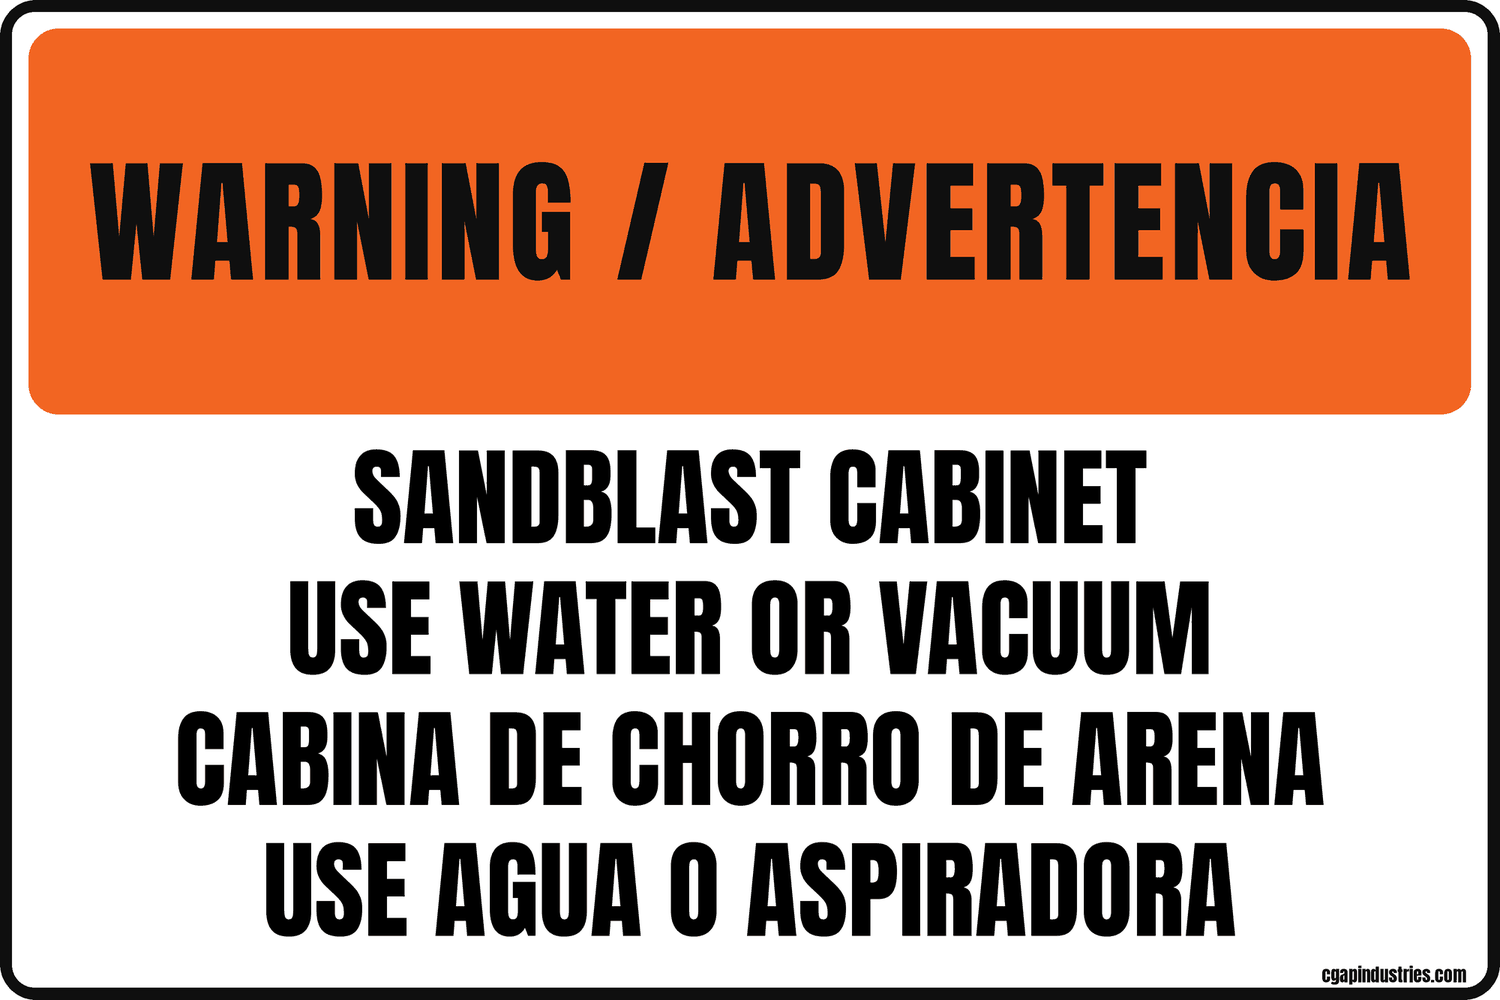 WARNING / ADVERTENCIA
SANDBLAST CABINET
USE WATER OR VACUUM
CABINA DE CHORRO DE ARENA
USE AGUA O ASPIRADORA
cgapindustries.com